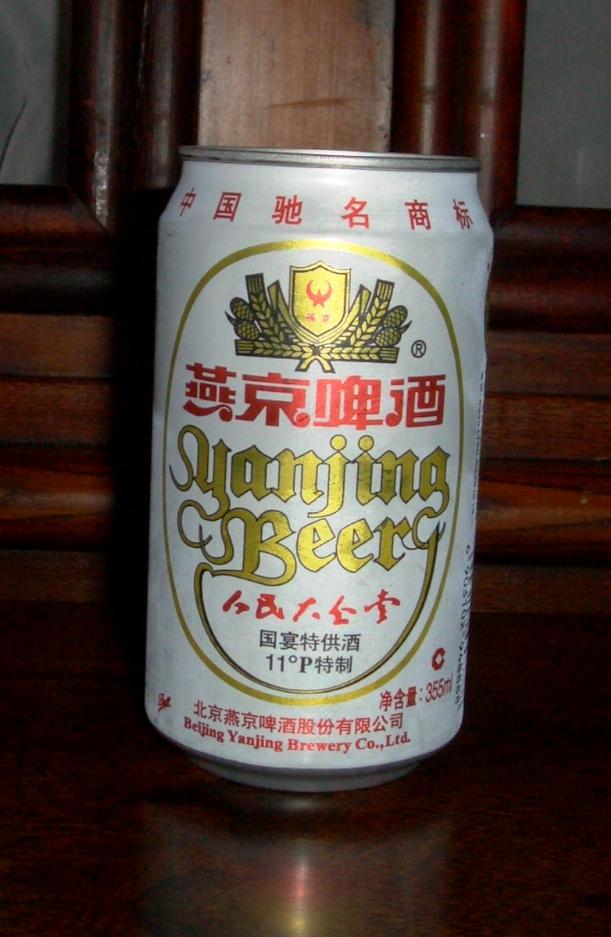 中国驰名商标
燕京
®
燕京啤酒
Yanjing
Beer
人民大会堂
国宴特供酒
11°P特制
净含量:355ml
北京燕京啤酒股份有限公司
Beijing Yanjing Brewery Co.,Ltd.